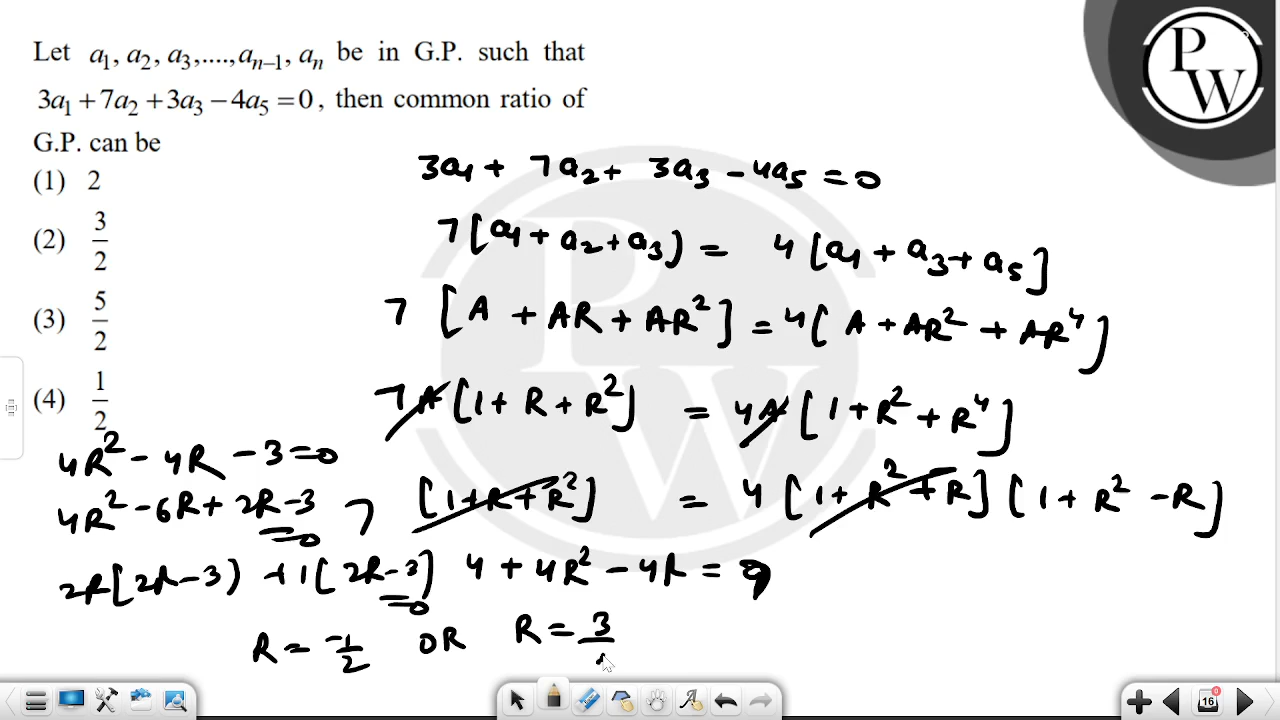 Let a₁, a₂, a₃,....,aₙ₋₁, aₙ be in G.P. such that
3a₁ + 7a₂ + 3a₃ − 4a₅ = 0, then common ratio of
G.P. can be
(1) 2
(2) 3/2
(3) 5/2
(4) 1/2
3a₁ + 7a₂ + 3a₃ − 4a₅ = 0
7[a₁ + a₂ + a₃) = 4[a₁ + a₃ + a₅]
7 [A + AR + AR²] = 4[A + AR² + AR⁴]
7A[1 + R + R²] = 4A[1 + R² + R⁴]
7 [1 + R + R²] = 4 [1 + R² + R] [1 + R² − R]
4 + 4R² − 4R = 7
4R² − 4R − 3 = 0
4R² − 6R + 2R − 3 = 0
2R[2R − 3) + 1[2R − 3] = 0
R = −1/2 OR R = 3/
PW
PW
16
0